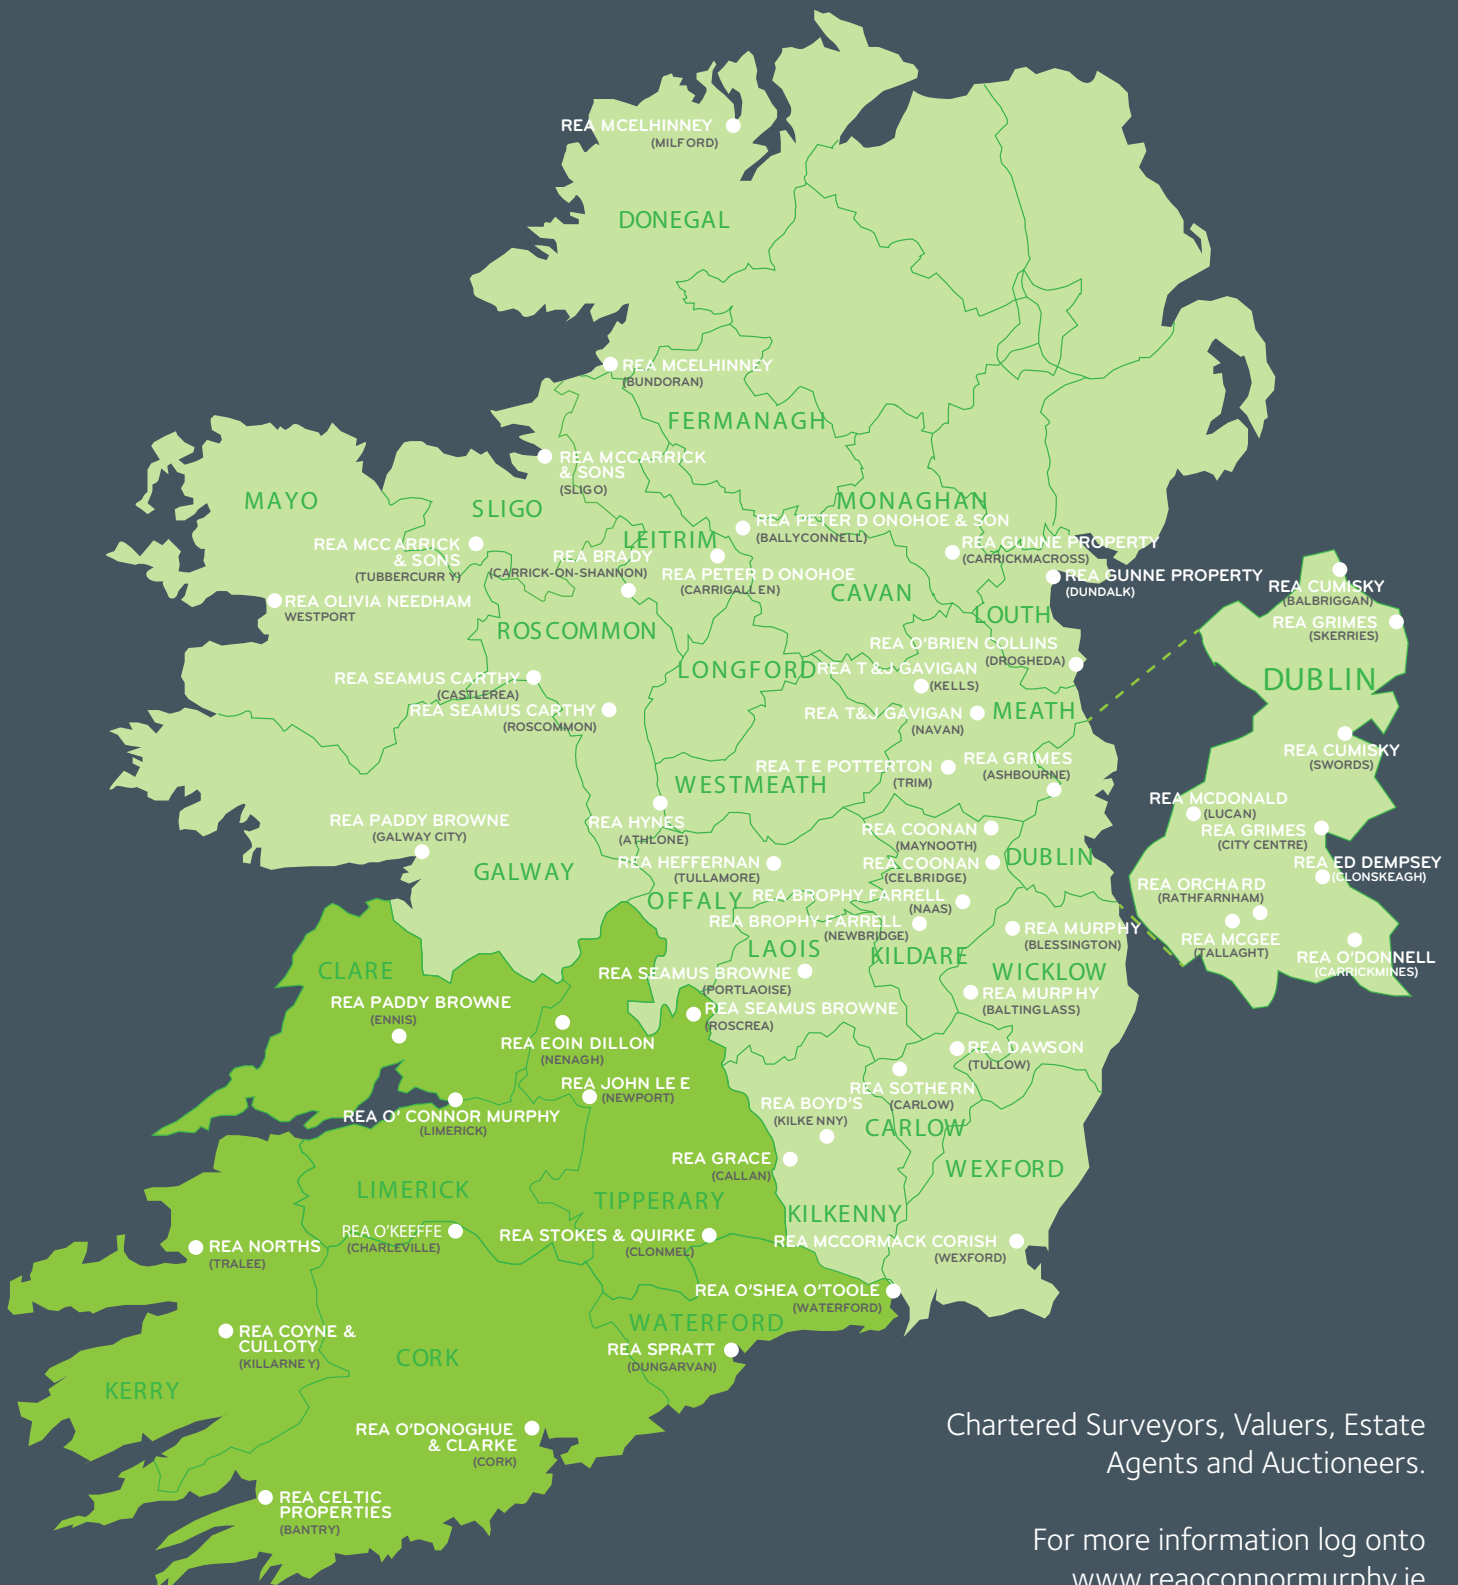 REA MCELHINNEY
(MILFORD)
DONEGAL
REA MCELHINNEY
(BUNDORAN)
FERMANAGH
REA MCCARRICK
& SONS
(SLIGO)
MAYO
SLIGO
MONAGHAN
REA PETER DONOHOE & SON
(BALLYCONNELL)
LEITRIM
REA GUNNE PROPERTY
(CARRICKMACROSS)
REA MCCARRICK
& SONS
(TUBBERCURRY)
REA BRADY
(CARRICK-ON-SHANNON)
REA PETER DONOHOE
(CARRIGALLEN)
REA GUNNE PROPERTY
(DUNDALK)
CAVAN
REA OLIVIA NEEDHAM
WESTPORT
LOUTH
ROSCOMMON
REA O'BRIEN COLLINS
(DROGHEDA)
LONGFORD
REA T & J GAVIGAN
(KELLS)
REA SEAMUS CARTHY
(CASTLEREA)
REA SEAMUS CARTHY
(ROSCOMMON)
REA T&J GAVIGAN
(NAVAN)
MEATH
REA T E POTTERTON
(TRIM)
REA GRIMES
(ASHBOURNE)
WESTMEATH
REA PADDY BROWNE
(GALWAY CITY)
REA HYNES
(ATHLONE)
REA COONAN
(MAYNOOTH)
REA COONAN
(CELBRIDGE)
DUBLIN
REA HEFFERNAN
(TULLAMORE)
GALWAY
OFFALY
REA BROPHY FARRELL
(NAAS)
REA BROPHY FARRELL
(NEWBRIDGE)
REA MURPHY
(BLESSINGTON)
LAOIS
KILDARE
WICKLOW
REA CUMISKY
(BALBRIGGAN)
REA GRIMES
(SKERRIES)
DUBLIN
REA CUMISKY
(SWORDS)
REA MCDONALD
(LUCAN)
REA GRIMES
(CITY CENTRE)
REA ED DEMPSEY
(CLONSKEAGH)
REA ORCHARD
(RATHFARNHAM)
REA MCGEE
(TALLAGHT)
REA O'DONNELL
(CARRICKMINES)
CLARE
REA SEAMUS BROWNE
(PORTLAOISE)
REA MURPHY
(BALTINGLASS)
REA PADDY BROWNE
(ENNIS)
REA SEAMUS BROWNE
(ROSCREA)
REA EOIN DILLON
(NENAGH)
REA DAWSON
(TULLOW)
REA JOHN LEE
(NEWPORT)
REA SOTHERN
(CARLOW)
REA O' CONNOR MURPHY
(LIMERICK)
REA BOYD'S
(KILKENNY)
CARLOW
REA GRACE
(CALLAN)
WEXFORD
LIMERICK
TIPPERARY
KILKENNY
REA O'KEEFFE
(CHARLEVILLE)
REA STOKES & QUIRKE
(CLONMEL)
REA MCCORMACK CORISH
(WEXFORD)
REA NORTHS
(TRALEE)
REA O'SHEA O'TOOLE
(WATERFORD)
WATERFORD
REA COYNE &
CULLOTY
(KILLARNEY)
REA SPRATT
(DUNGARVAN)
CORK
KERRY
REA O'DONOGHUE
& CLARKE
(CORK)
REA CELTIC
PROPERTIES
(BANTRY)
Chartered Surveyors, Valuers, Estate
Agents and Auctioneers.
For more information log onto
www.reaoconnormurphy.ie